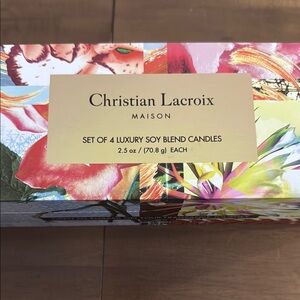 Christian Lacroix
MAISON
SET OF 4 LUXURY SOY BLEND CANDLES
2.5 oz / (70.8 g) EACH